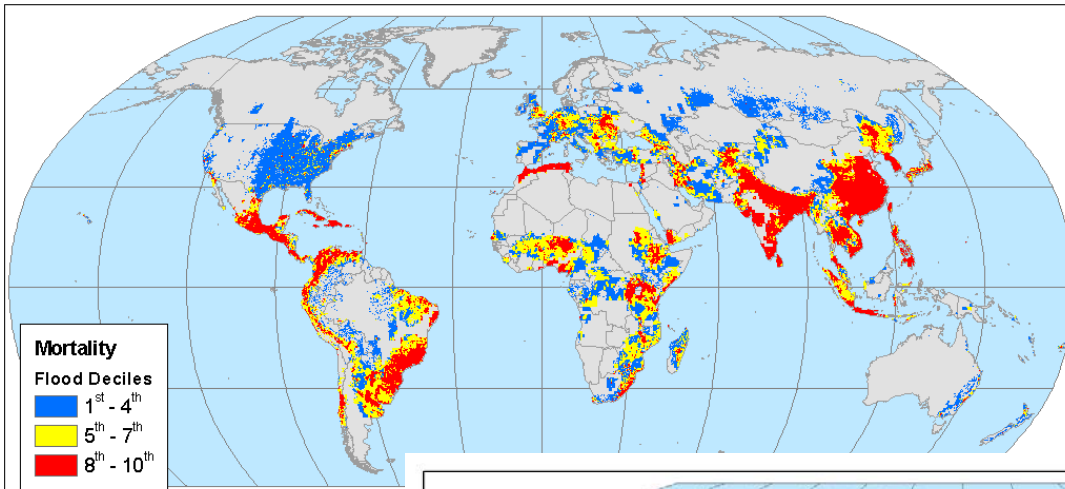 Mortality
Flood Deciles
1st - 4th
5th - 7th
8th - 10th